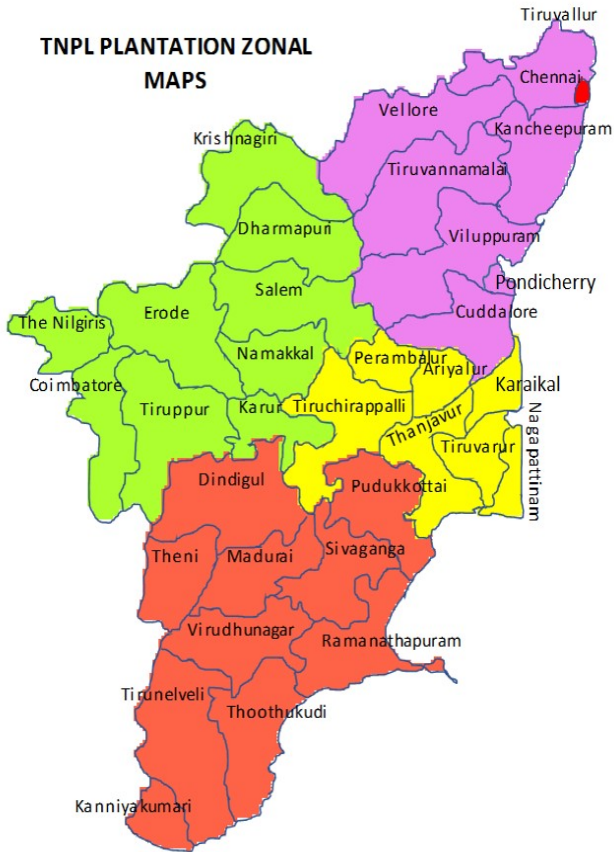 TNPL PLANTATION ZONAL
MAPS
Tiruvallur
Chennai
Vellore
Kancheepuram
Krishnagiri
Tiruvannamalai
Dharmapuri
Viluppuram
Salem
Pondicherry
Erode
Cuddalore
The Nilgiris
Namakkal
Perambalur
Ariyalur
Karaikal
Coimbatore
Tiruppur
Karur
Tiruchirappalli
Thanjavur
Tiruvarur
Naga pattinam
Dindigul
Pudukkottai
Theni
Madurai
Sivaganga
Virudhunagar
Ramanathapuram
Tirunelveli
Thoothukudi
Kanniyakumari